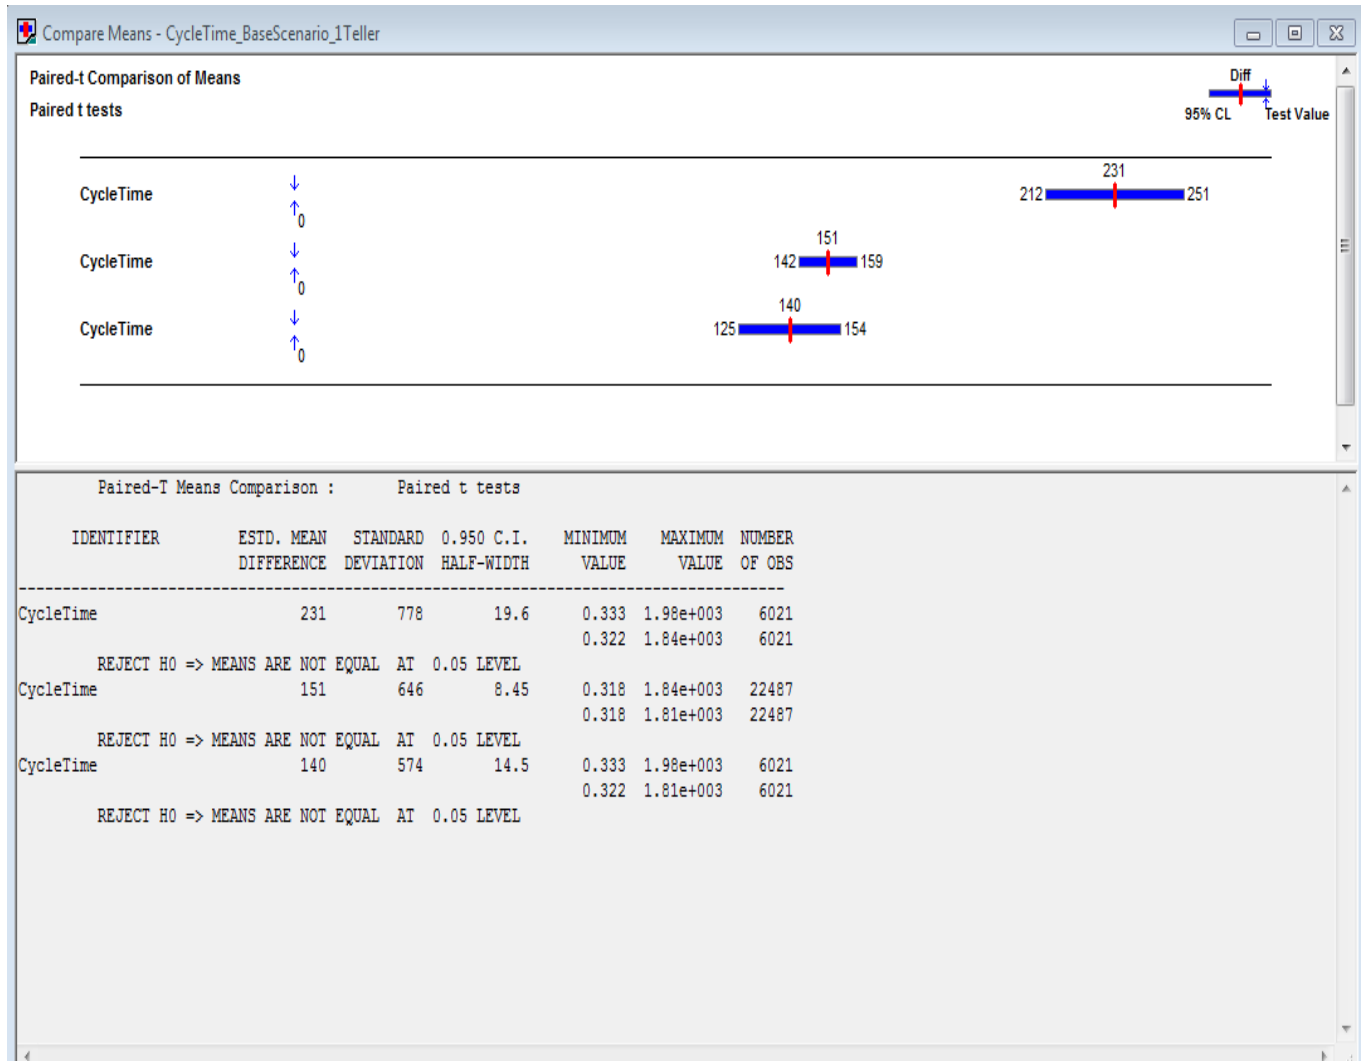 Compare Means - CycleTime_BaseScenario_1Teller
Paired-t Comparison of Means
Paired t tests
Diff
95% CL Test Value
CycleTime 0 212 231 251
CycleTime 0 142 151 159
CycleTime 0 125 140 154
Paired-T Means Comparison : Paired t tests
IDENTIFIER ESTD. MEAN STANDARD 0.950 C.I. MINIMUM MAXIMUM NUMBER
DIFFERENCE DEVIATION HALF-WIDTH VALUE VALUE OF OBS
CycleTime 231 778 19.6 0.333 1.98e+003 6021
0.322 1.84e+003 6021
REJECT H0 => MEANS ARE NOT EQUAL AT 0.05 LEVEL
CycleTime 151 646 8.45 0.318 1.84e+003 22487
0.318 1.81e+003 22487
REJECT H0 => MEANS ARE NOT EQUAL AT 0.05 LEVEL
CycleTime 140 574 14.5 0.333 1.98e+003 6021
0.322 1.81e+003 6021
REJECT H0 => MEANS ARE NOT EQUAL AT 0.05 LEVEL